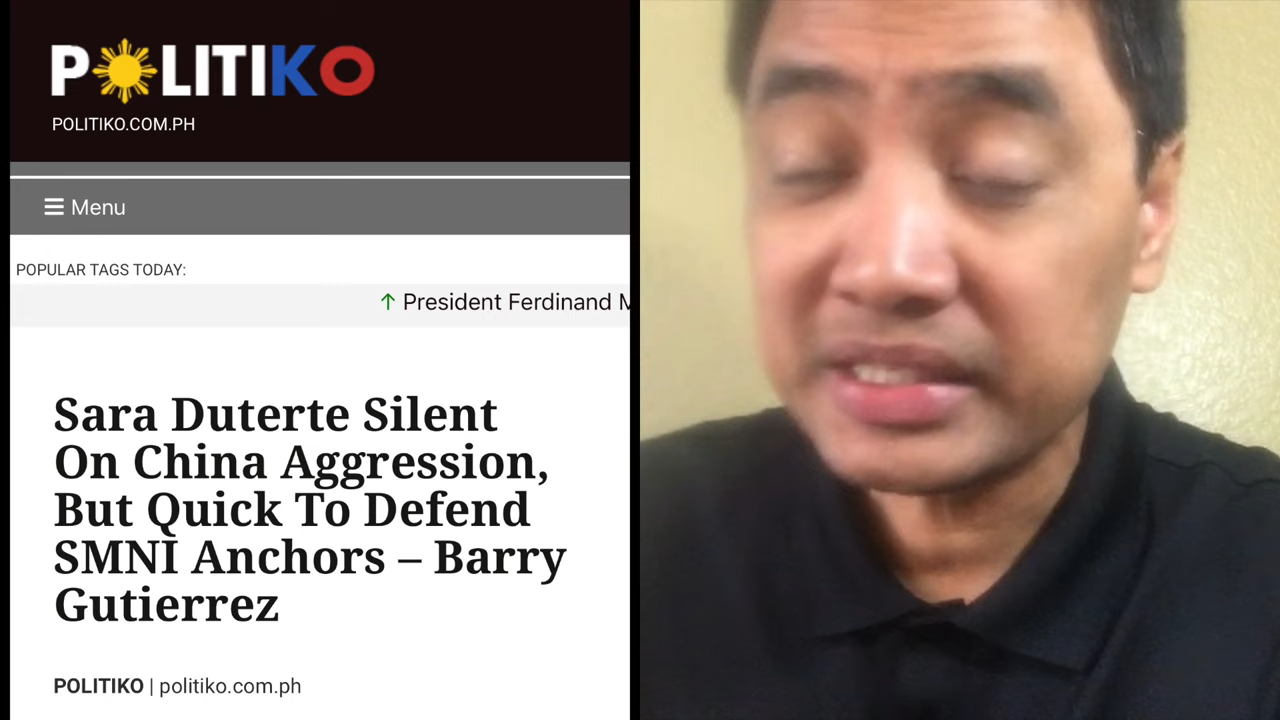 POLITIKO
POLITIKO.COM.PH
☰ Menu
POPULAR TAGS TODAY:
↑ President Ferdinand
Sara Duterte Silent
On China Aggression,
But Quick To Defend
SMNI Anchors – Barry
Gutierrez
POLITIKO | politiko.com.ph